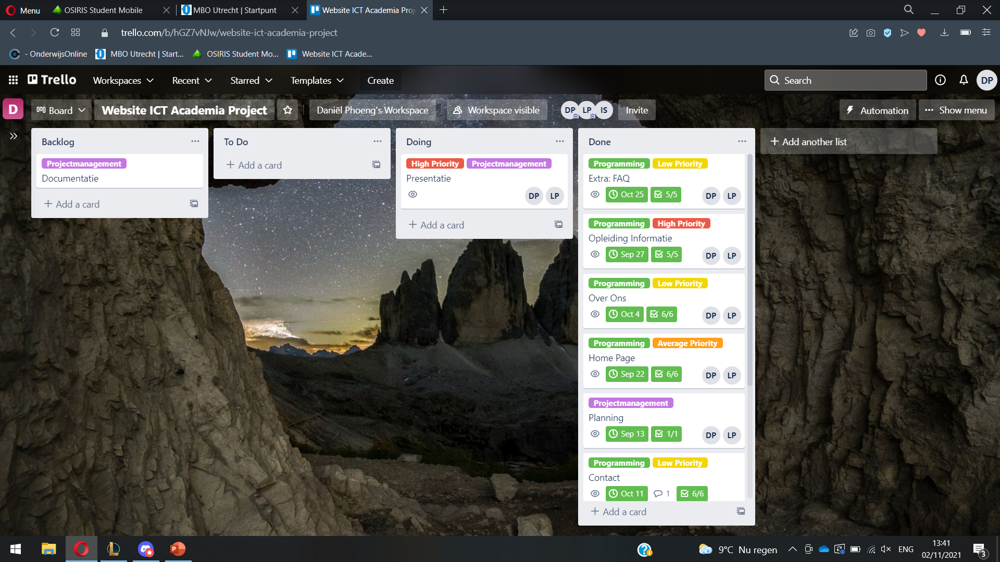 Menu
OSIRIS Student Mobile
MBO Utrecht | Startpunt
Website ICT Academia Proj
trello.com/b/hGZ7vNJw/website-ict-academia-project
- OnderwijsOnline
MBO Utrecht | Start...
OSIRIS Student Mo...
Website ICT Acade...
Trello
Workspaces
Recent
Starred
Templates
Create
Search
DP
D
Board
Website ICT Academia Project
Daniël Phoeng's Workspace
Workspace visible
DP
LP
IS
Invite
Automation
Show menu
Backlog
Projectmanagement
Documentatie
+ Add a card
To Do
+ Add a card
Doing
High Priority
Projectmanagement
Presentatie
DP
LP
+ Add a card
Done
Programming
Low Priority
Extra: FAQ
Oct 25
5/5
DP
LP
Programming
High Priority
Opleiding Informatie
Sep 27
5/5
DP
LP
Programming
Low Priority
Over Ons
Oct 4
6/6
DP
LP
Programming
Average Priority
Home Page
Sep 22
6/6
DP
LP
Projectmanagement
Planning
Sep 13
1/1
DP
LP
Programming
Low Priority
Contact
Oct 11
1
6/6
+ Add a card
+ Add another list
P
9°C Nu regen
ENG
13:41
02/11/2021
3